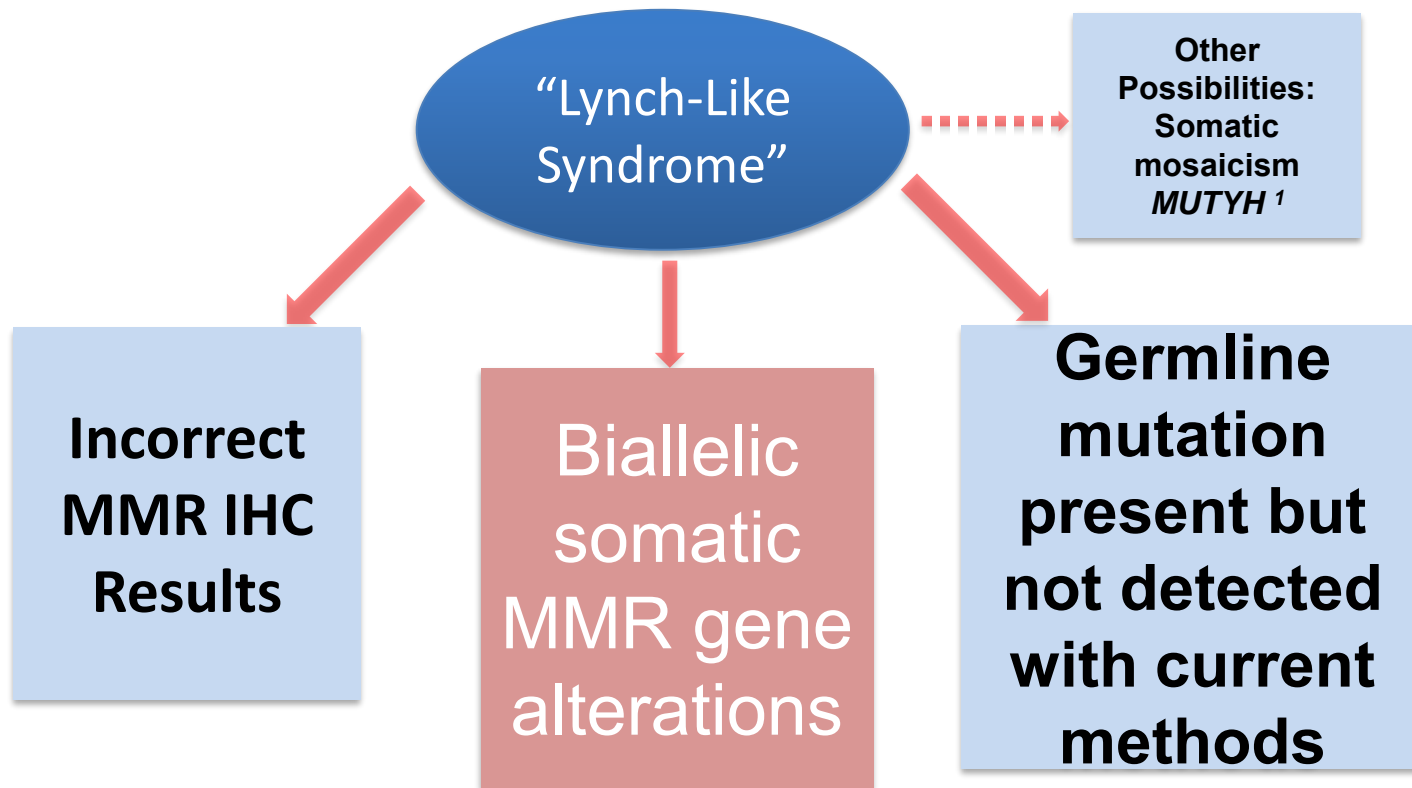 “Lynch-Like
Syndrome”
Other
Possibilities:
Somatic
mosaicism
MUTYH ¹
Incorrect
MMR IHC
Results
Biallelic
somatic
MMR gene
alterations
Germline
mutation
present but
not detected
with current
methods